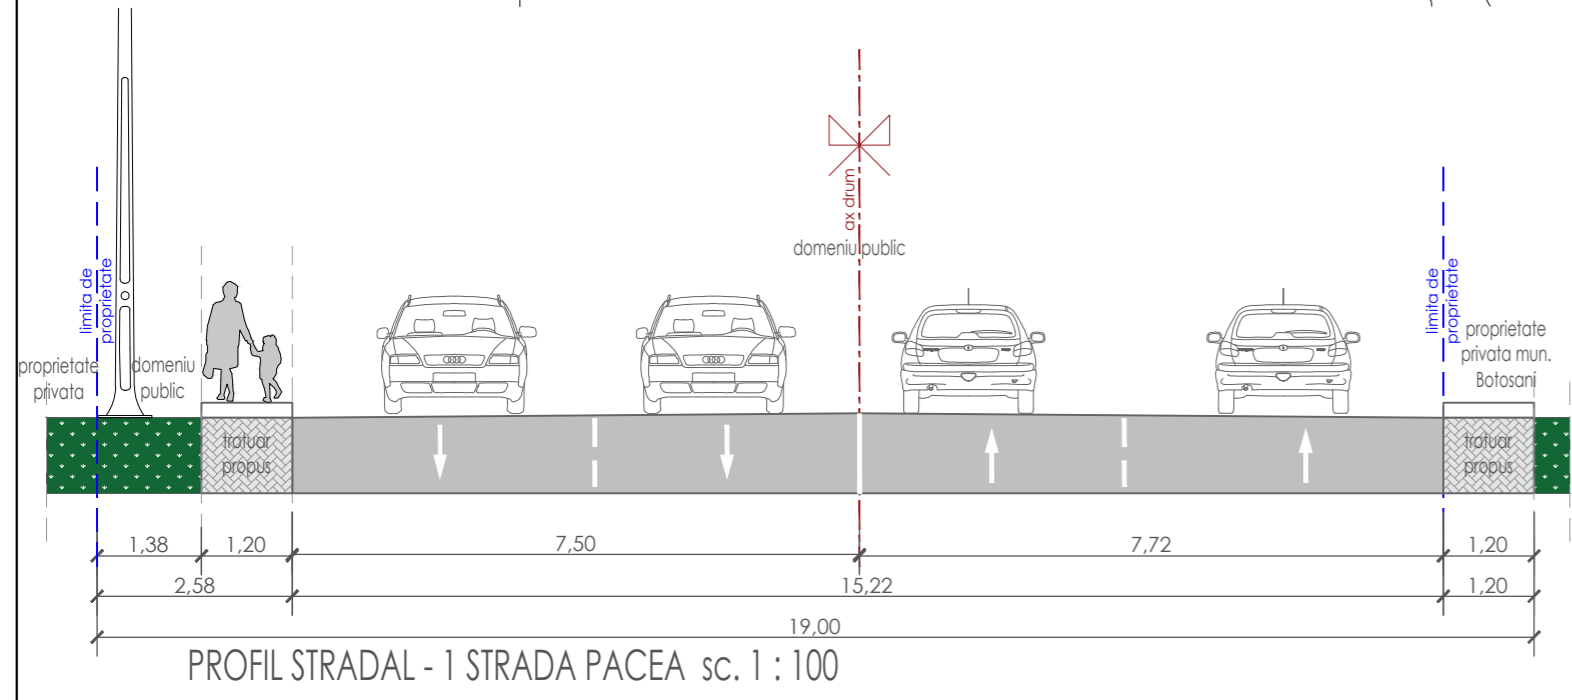 ax drum
domeniu public
limita de
proprietate
limita de
proprietate
proprietate
privata
domeniu
public
proprietate
privata mun.
Botosani
trotuar
propus
trotuar
propus
1,38
1,20
7,50
7,72
1,20
2,58
15,22
1,20
19,00
PROFIL STRADAL - 1 STRADA PACEA sc. 1 : 100